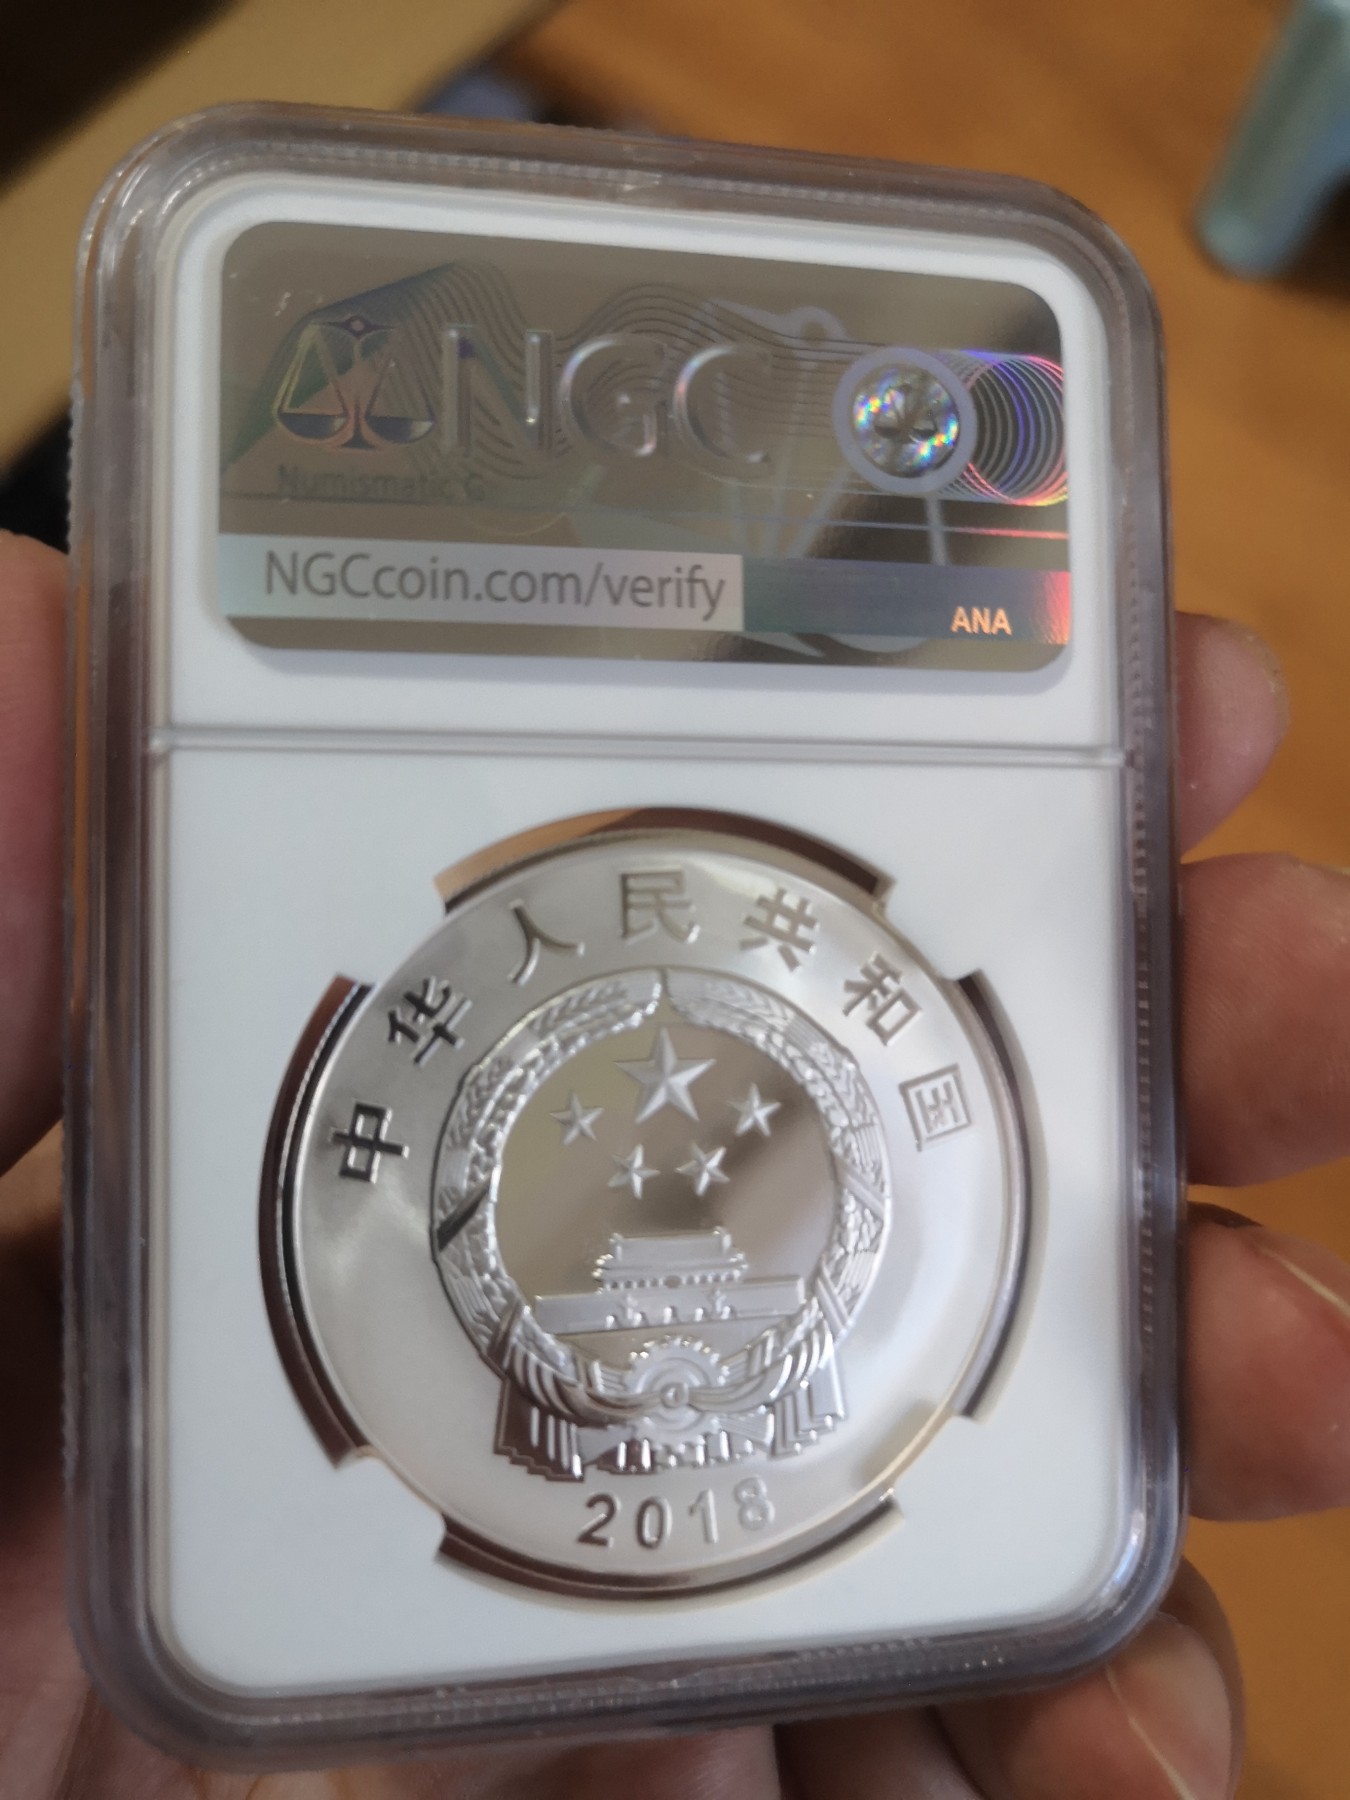 NGC
Numismatic G
NGCcoin.com/verify
ANA
中华人民共和国
2018